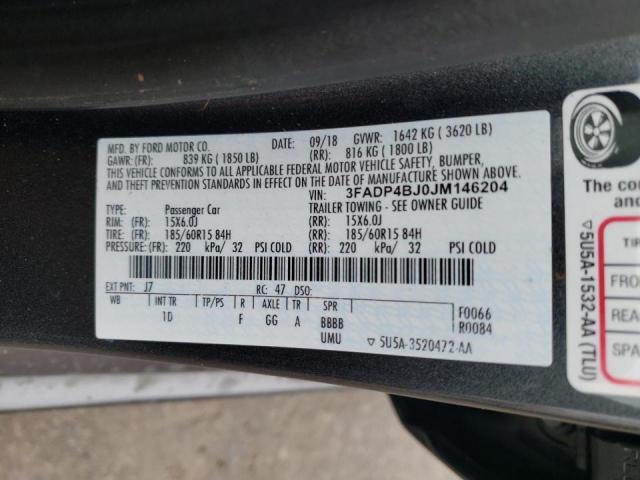 MFD. BY FORD MOTOR CO. DATE: 09/18 GVWR: 1642 KG ( 3620 LB)
GAWR: (FR): 839 KG ( 1850 LB) (RR): 816 KG ( 1800 LB)
THIS VEHICLE CONFORMS TO ALL APPLICABLE FEDERAL MOTOR VEHICLE SAFETY, BUMPER,
AND THEFT PREVENTION STANDARDS IN EFFECT ON THE DATE OF MANUFACTURE SHOWN ABOVE.
VIN: 3FADP4BJ0JM146204
TYPE: Passenger Car TRAILER TOWING - SEE OWNER GUIDE
RIM: (FR): 15X6.0J (RR): 15X6.0J
TIRE: (FR): 185/60R15 84H (RR): 185/60R15 84H
PRESSURE: (FR): 220 kPa/ 32 PSI COLD (RR): 220 kPa/ 32 PSI COLD
EXT PNT: J7 RC: 47 DSO:
WB INT TR TP/PS R AXLE TR SPR
1D F GG A BBBB
UMU
F0066
R0084
▽ 5U5A-3520472-AA
The co
and
TI
FRO
REA
SPA
▽ 5U5A-1532-AA (TLU)